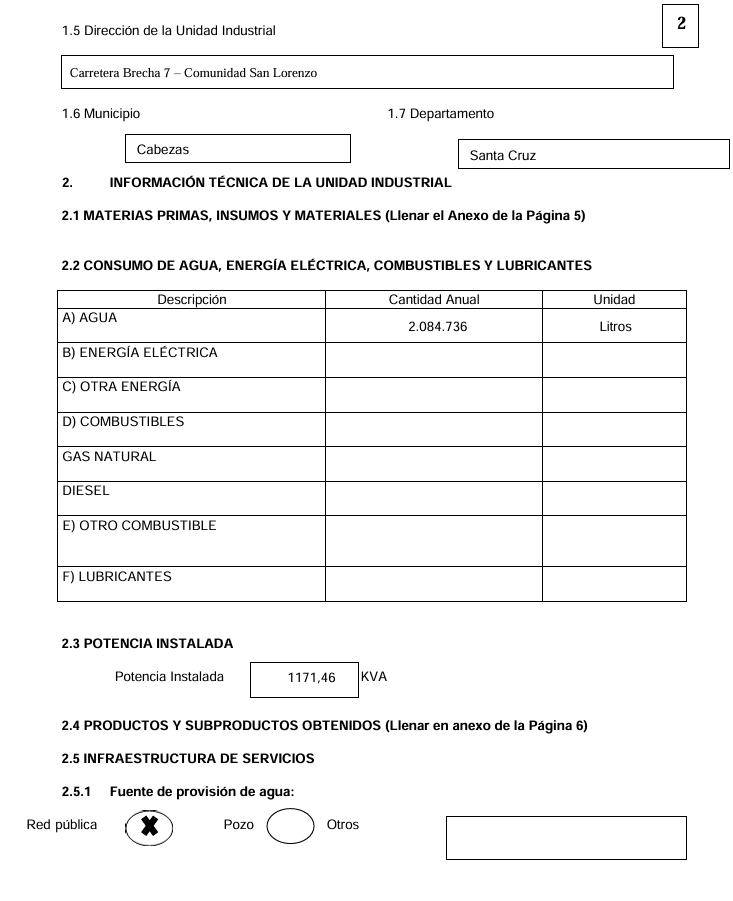 2
1.5 Dirección de la Unidad Industrial
Carretera Brecha 7 – Comunidad San Lorenzo
1.6 Municipio 1.7 Departamento
Cabezas Santa Cruz
2. INFORMACIÓN TÉCNICA DE LA UNIDAD INDUSTRIAL
2.1 MATERIAS PRIMAS, INSUMOS Y MATERIALES (Llenar el Anexo de la Página 5)
2.2 CONSUMO DE AGUA, ENERGÍA ELÉCTRICA, COMBUSTIBLES Y LUBRICANTES
Descripción Cantidad Anual Unidad
A) AGUA 2.084.736 Litros
B) ENERGÍA ELÉCTRICA
C) OTRA ENERGÍA
D) COMBUSTIBLES
GAS NATURAL
DIESEL
E) OTRO COMBUSTIBLE
F) LUBRICANTES
2.3 POTENCIA INSTALADA
Potencia Instalada 1171,46 KVA
2.4 PRODUCTOS Y SUBPRODUCTOS OBTENIDOS (Llenar en anexo de la Página 6)
2.5 INFRAESTRUCTURA DE SERVICIOS
2.5.1 Fuente de provisión de agua:
Red pública X Pozo Otros